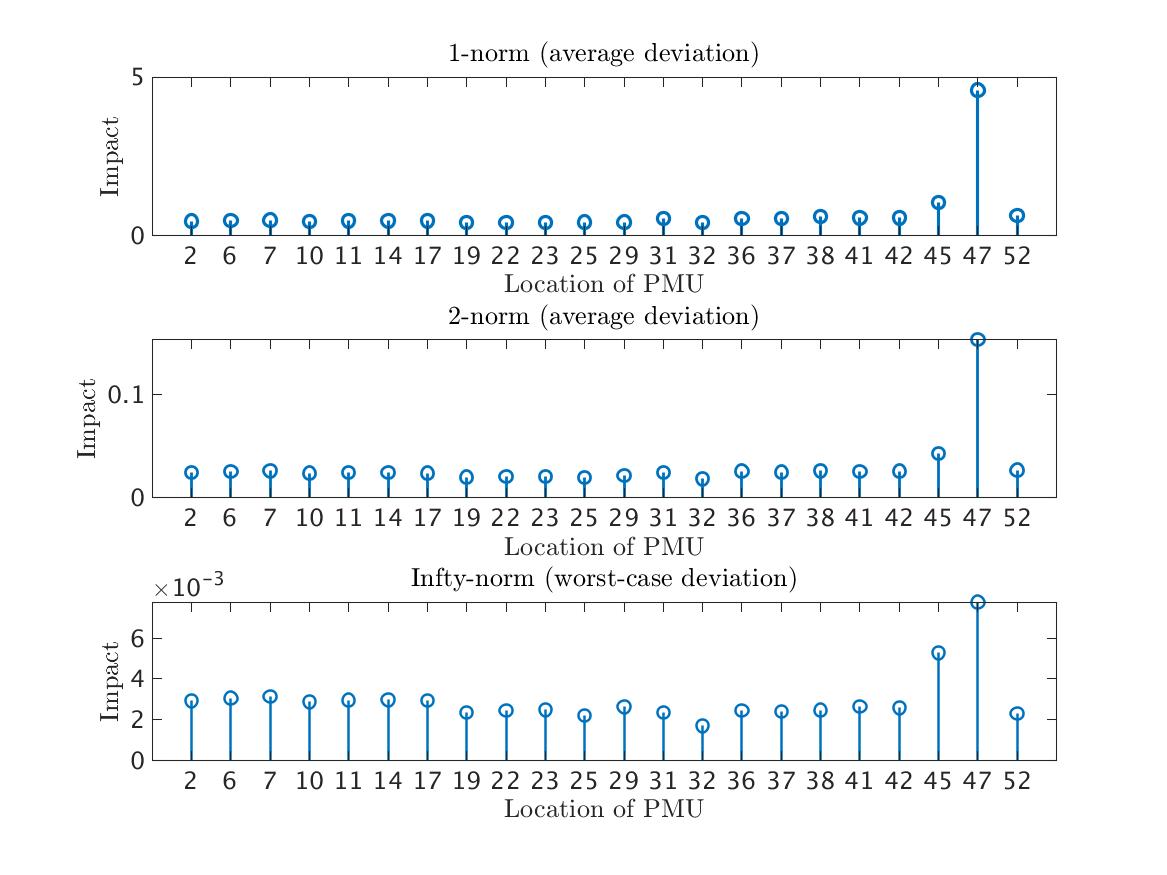 1-norm (average deviation)
5
Impact
0
2 6 7 10 11 14 17 19 22 23 25 29 31 32 36 37 38 41 42 45 47 52
Location of PMU
2-norm (average deviation)
0.1
Impact
0
2 6 7 10 11 14 17 19 22 23 25 29 31 32 36 37 38 41 42 45 47 52
Location of PMU
Infty-norm (worst-case deviation)
×10⁻³
6
4
Impact
2
0
2 6 7 10 11 14 17 19 22 23 25 29 31 32 36 37 38 41 42 45 47 52
Location of PMU